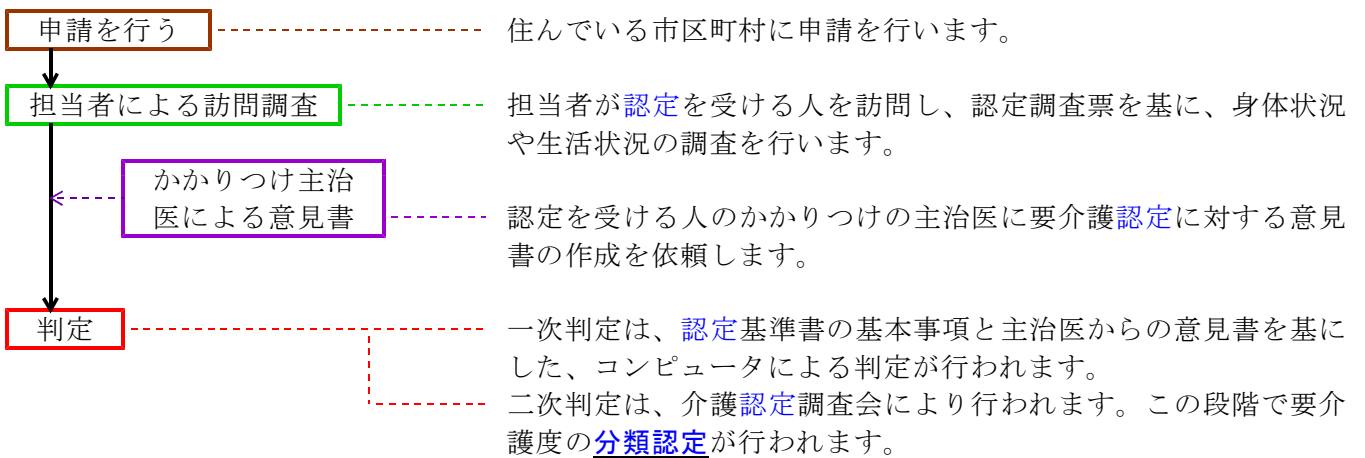 申請を行う
住んでいる市区町村に申請を行います。
担当者による訪問調査
担当者が認定を受ける人を訪問し、認定調査票を基に、身体状況
や生活状況の調査を行います。
かかりつけ主治
医による意見書
認定を受ける人のかかりつけの主治医に要介護認定に対する意見
書の作成を依頼します。
判定
一次判定は、認定基準書の基本事項と主治医からの意見書を基に
した、コンピュータによる判定が行われます。
二次判定は、介護認定調査会により行われます。この段階で要介
護度の分類認定が行われます。